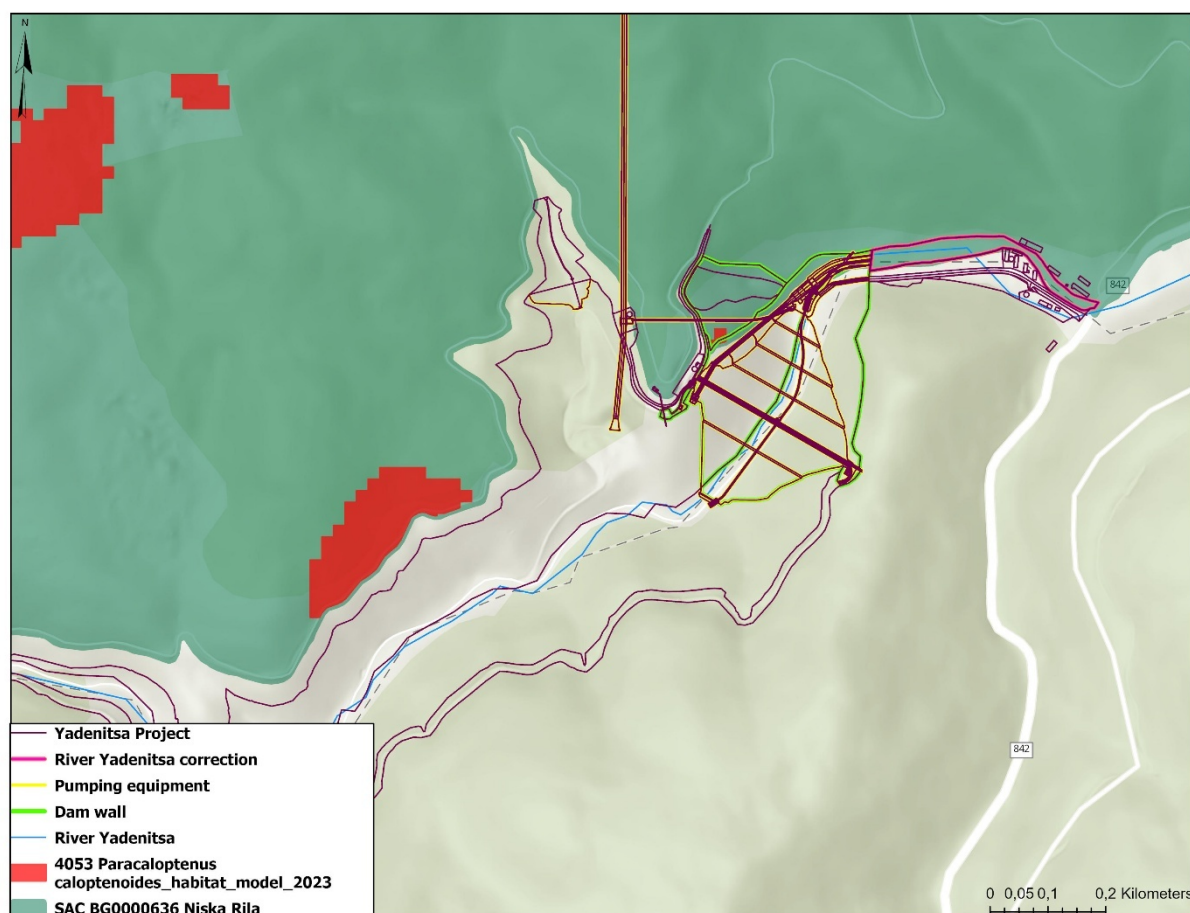 N
842
842
Yadenitsa Project
River Yadenitsa correction
Pumping equipment
Dam wall
River Yadenitsa
4053 Paracaloptenus
caloptenoides_habitat_model_2023
SAC BG0000636 Niska Rila
0 0,05 0,1 0,2 Kilometers